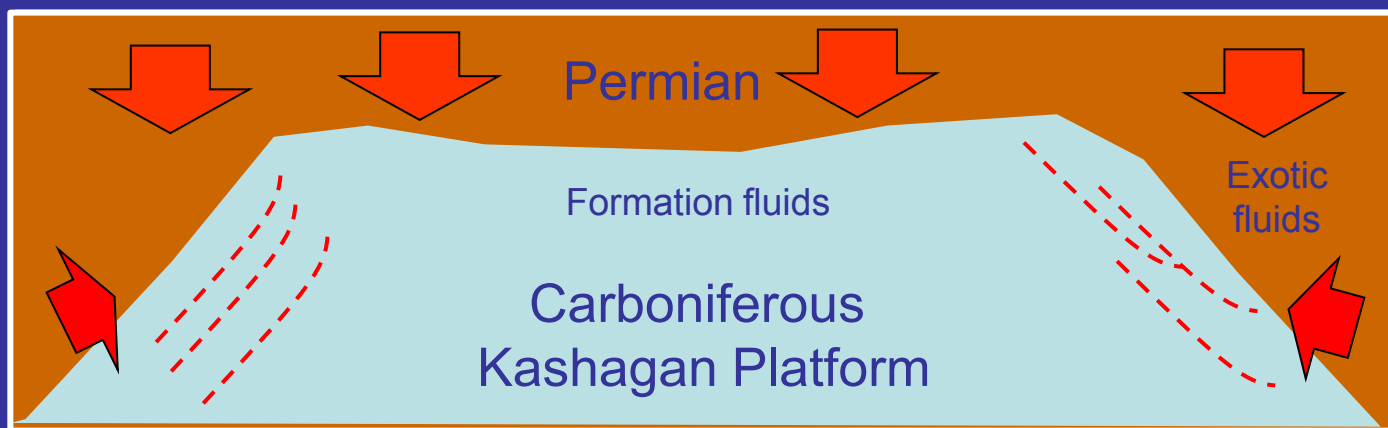 Permian
Exotic
fluids
Formation fluids
Carboniferous
Kashagan Platform